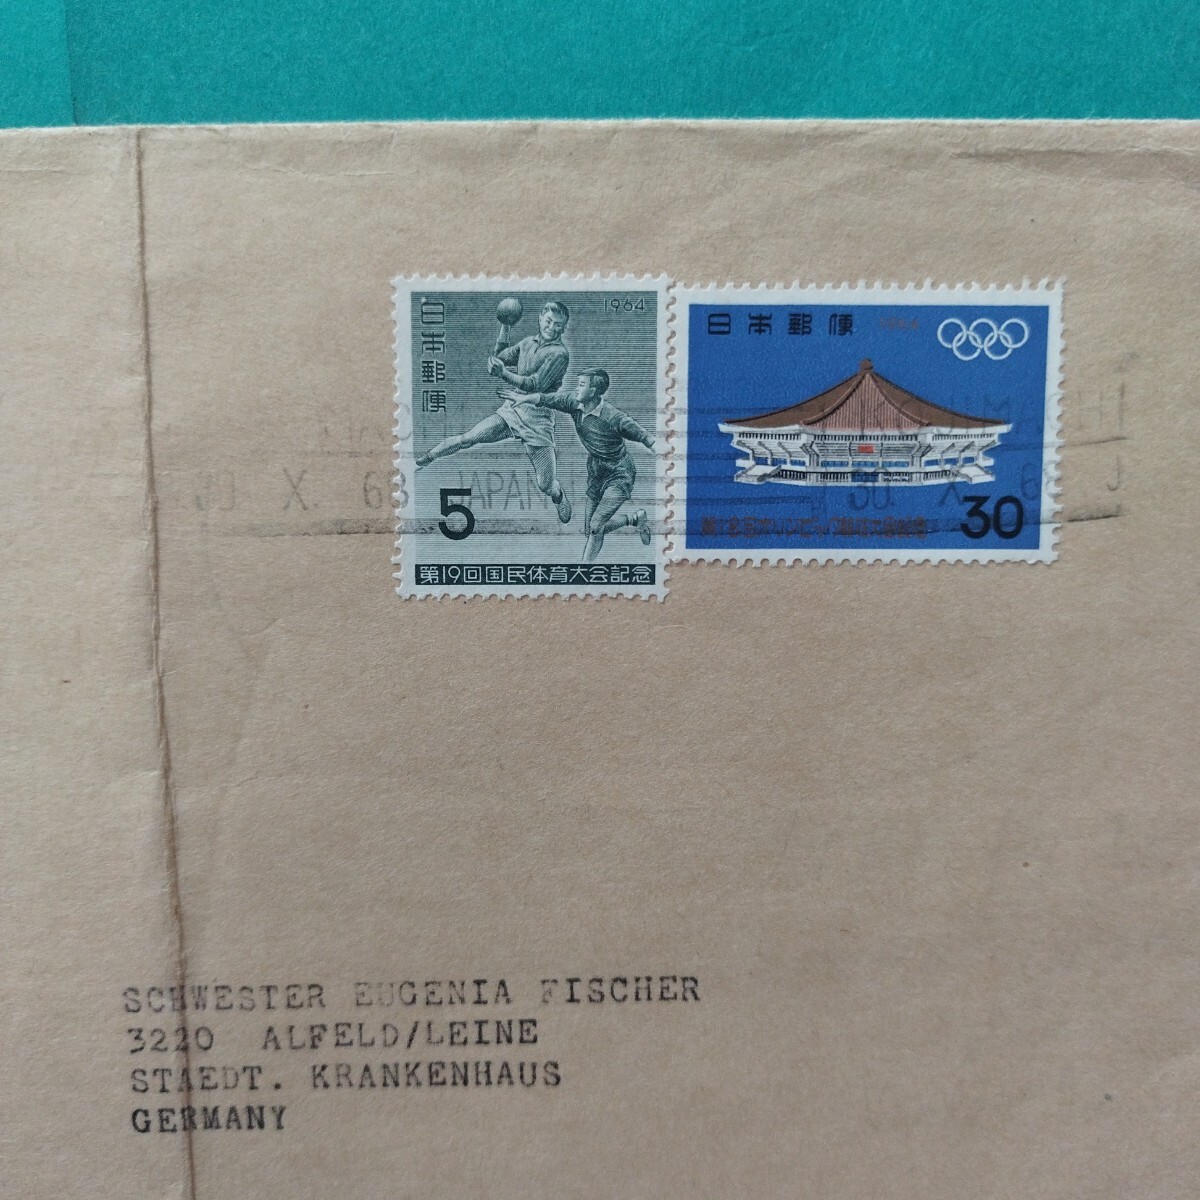 日本郵便
1964
5
第19回国民体育大会記念
日本郵便 1964
30
X. 68 JAPAN
30. X. 68
SCHWESTER EUGENIA FISCHER
3220 ALFELD/LEINE
STAEDT. KRANKENHAUS
GERMANY